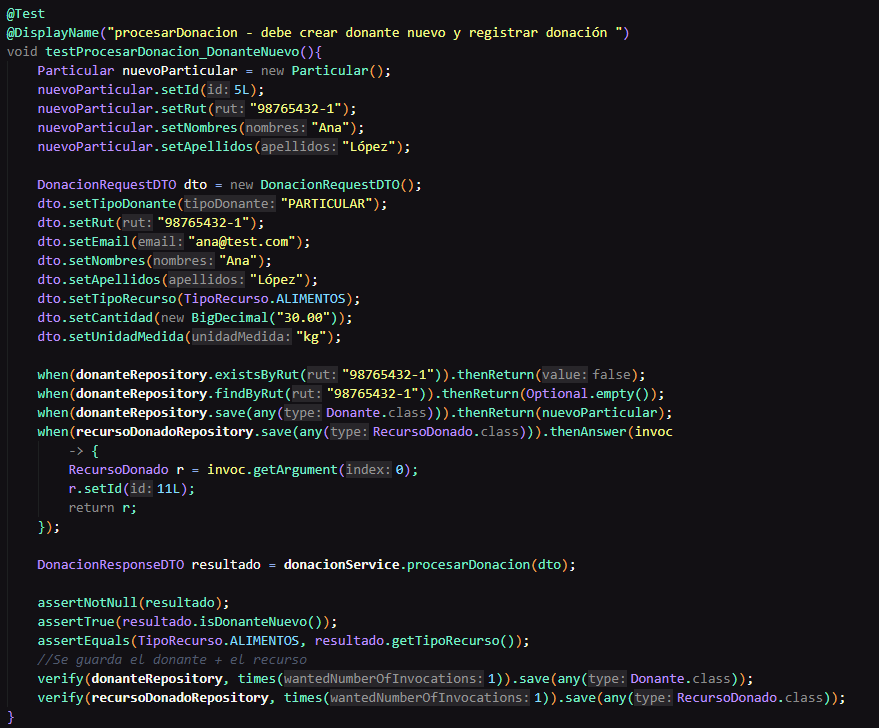 @Test
@DisplayName("procesarDonacion - debe crear donante nuevo y registrar donación ")
void testProcesarDonacion_DonanteNuevo(){
    Particular nuevoParticular = new Particular();
    nuevoParticular.setId(id: 5L);
    nuevoParticular.setRut(rut: "98765432-1");
    nuevoParticular.setNombres(nombres: "Ana");
    nuevoParticular.setApellidos(apellidos: "López");

    DonacionRequestDTO dto = new DonacionRequestDTO();
    dto.setTipoDonante(tipoDonante: "PARTICULAR");
    dto.setRut(rut: "98765432-1");
    dto.setEmail(email: "ana@test.com");
    dto.setNombres(nombres: "Ana");
    dto.setApellidos(apellidos: "López");
    dto.setTipoRecurso(TipoRecurso.ALIMENTOS);
    dto.setCantidad(new BigDecimal("30.00"));
    dto.setUnidadMedida(unidadMedida: "kg");

    when(donanteRepository.existsByRut(rut: "98765432-1")).thenReturn(value: false);
    when(donanteRepository.findByRut(rut: "98765432-1")).thenReturn(Optional.empty());
    when(donanteRepository.save(any(type: Donante.class))).thenReturn(nuevoParticular);
    when(recursoDonadoRepository.save(any(type: RecursoDonado.class))).thenAnswer(invoc
        -> {
        RecursoDonado r = invoc.getArgument(index: 0);
        r.setId(id: 11L);
        return r;
    });

    DonacionResponseDTO resultado = donacionService.procesarDonacion(dto);

    assertNotNull(resultado);
    assertTrue(resultado.isDonanteNuevo());
    assertEquals(TipoRecurso.ALIMENTOS, resultado.getTipoRecurso());
    //Se guarda el donante + el recurso
    verify(donanteRepository, times(wantedNumberOfInvocations: 1)).save(any(type: Donante.class));
    verify(recursoDonadoRepository, times(wantedNumberOfInvocations: 1)).save(any(type: RecursoDonado.class));
}